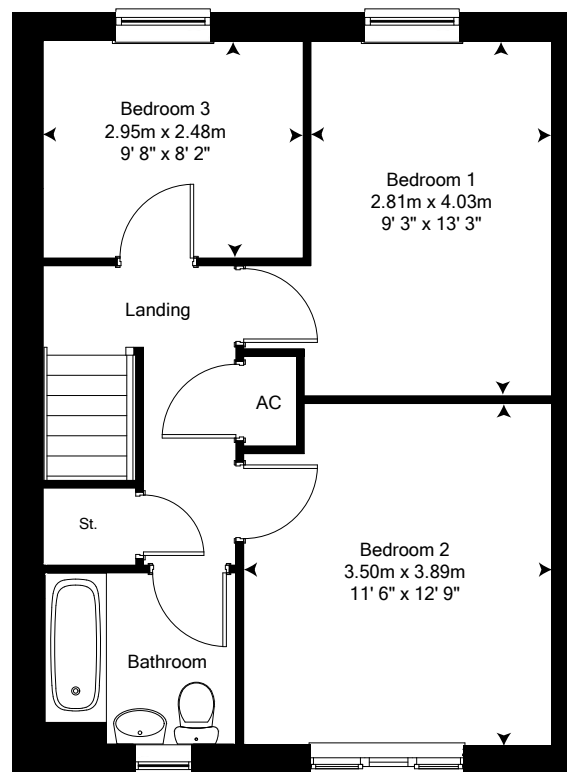 Bedroom 3
2.95m x 2.48m
9' 8" x 8' 2"
Bedroom 1
2.81m x 4.03m
9' 3" x 13' 3"
Landing
AC
St.
Bedroom 2
3.50m x 3.89m
11' 6" x 12' 9"
Bathroom